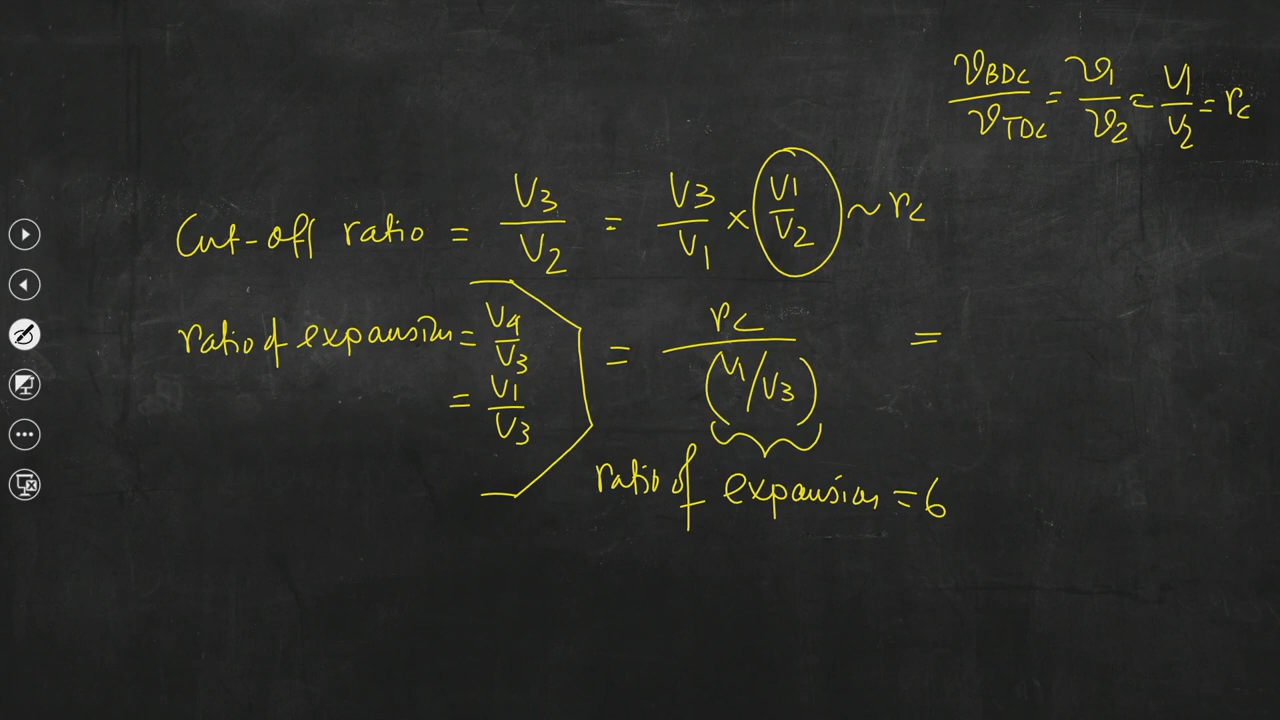 VBDC/VTDC = V1/V2 = V1/V2 = rc
Cut-off ratio = V3/V2 = V3/V1 × V1/V2 ~ rc
ratio of expansion = V4/V3 = rc/(V1/V3) =
= V1/V3
ratio of expansion = 6